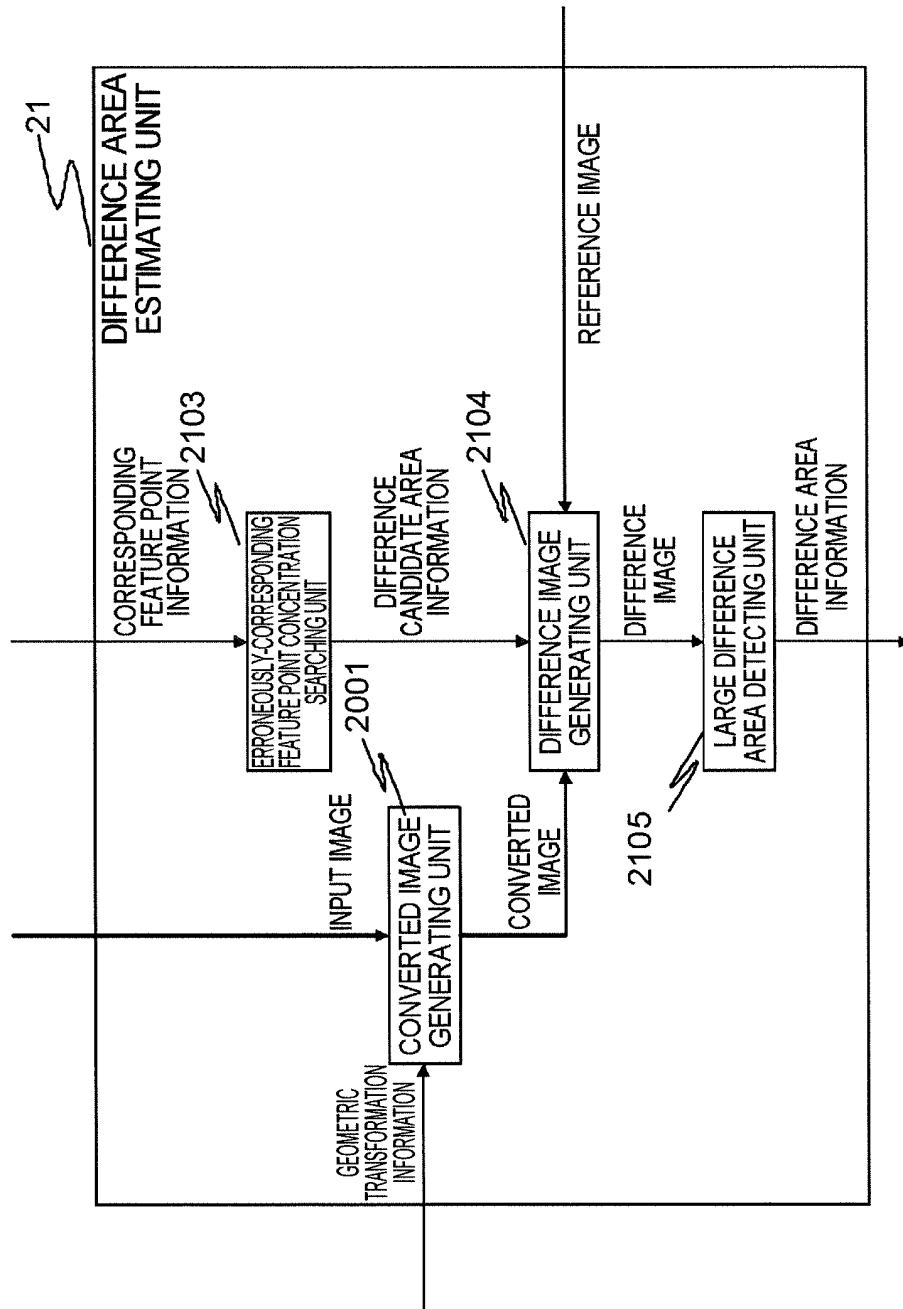 21
DIFFERENCE AREA
ESTIMATING UNIT
CORRESPONDING
FEATURE POINT
INFORMATION
2103
ERRONEOUSLY-CORRESPONDING
FEATURE POINT CONCENTRATION
SEARCHING UNIT
INPUT IMAGE
2001
GEOMETRIC
TRANSFORMATION
INFORMATION
CONVERTED IMAGE
GENERATING UNIT
DIFFERENCE
CANDIDATE AREA
INFORMATION
2104
CONVERTED
IMAGE
DIFFERENCE IMAGE
GENERATING UNIT
REFERENCE IMAGE
DIFFERENCE
IMAGE
2105
LARGE DIFFERENCE
AREA DETECTING UNIT
DIFFERENCE AREA
INFORMATION